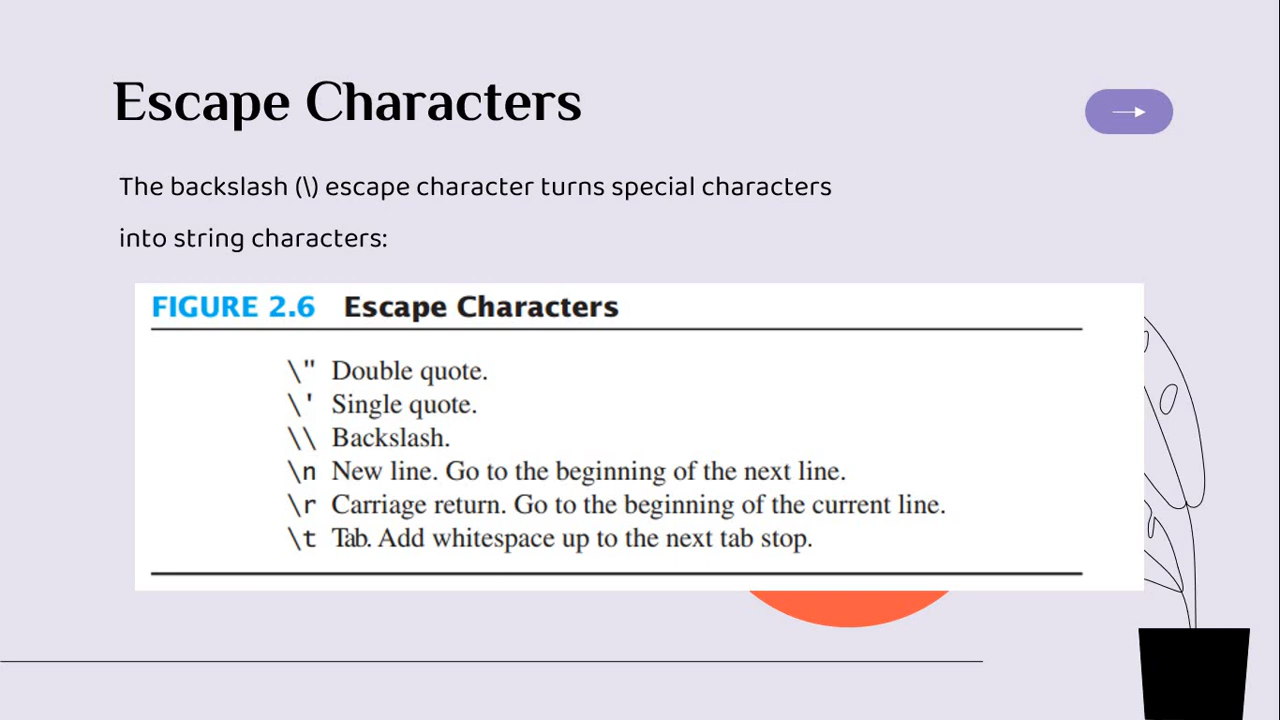 Escape Characters
The backslash (\) escape character turns special characters
into string characters:
FIGURE 2.6 Escape Characters
\" Double quote.
\' Single quote.
\\ Backslash.
\n New line. Go to the beginning of the next line.
\r Carriage return. Go to the beginning of the current line.
\t Tab. Add whitespace up to the next tab stop.